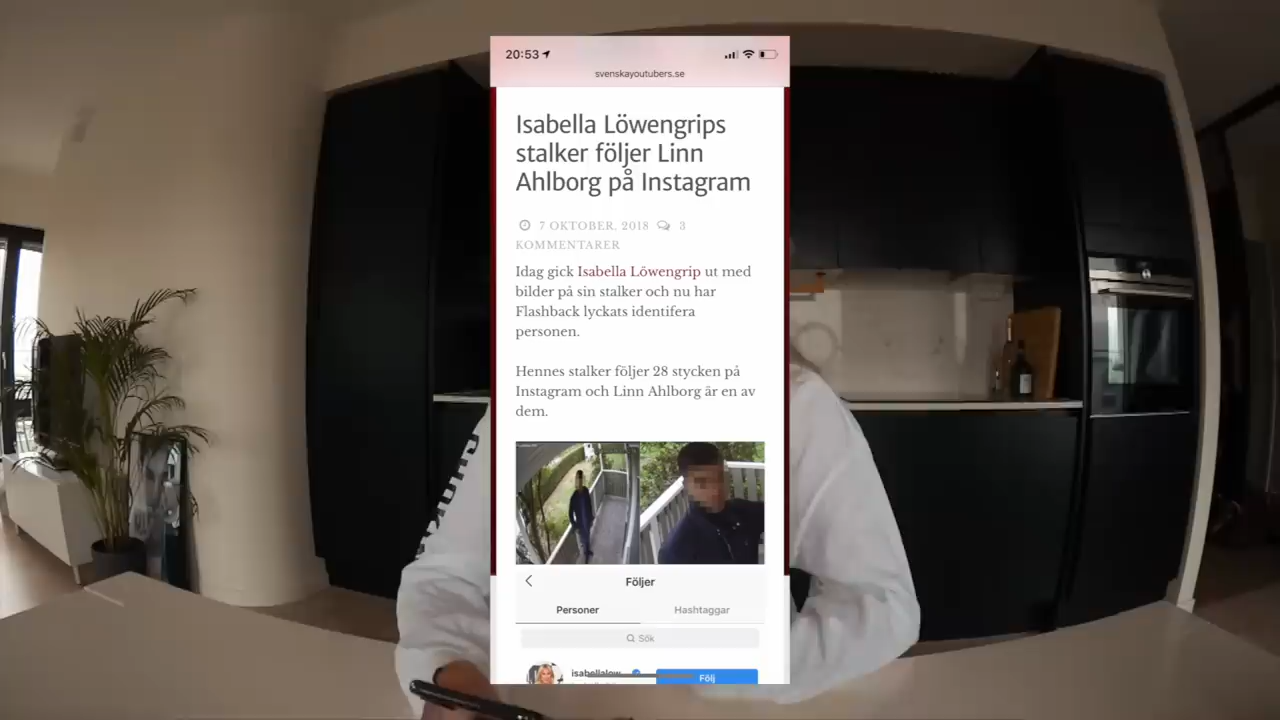 20:53
svenskayoutubers.se
Isabella Löwengrips
stalker följer Linn
Ahlborg på Instagram
7 OKTOBER, 2018 3
KOMMENTARER
Idag gick Isabella Löwengrip ut med
bilder på sin stalker och nu har
Flashback lyckats identifera
personen.
Hennes stalker följer 28 stycken på
Instagram och Linn Ahlborg är en av
dem.
Följer
Personer Hashtaggar
Sök
isabellalow Följ